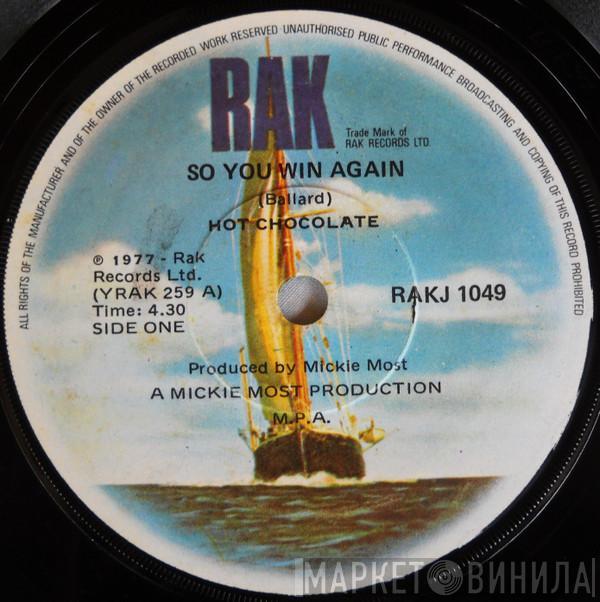 ALL RIGHTS OF THE MANUFACTURER AND OF THE OWNER OF THE RECORDED WORK RESERVED UNAUTHORISED PUBLIC PERFORMANCE BROADCASTING AND COPYING OF THIS RECORD PROHIBITED
RAK
Trade Mark of
RAK RECORDS LTD.
SO YOU WIN AGAIN
(Ballard)
HOT CHOCOLATE
℗ 1977 - Rak
Records Ltd.
(YRAK 259 A)
Time: 4.30
SIDE ONE
RAKJ 1049
Produced by Mickie Most
A MICKIE MOST PRODUCTION
M.P.A.
МАРКЕТ ВИНИЛА